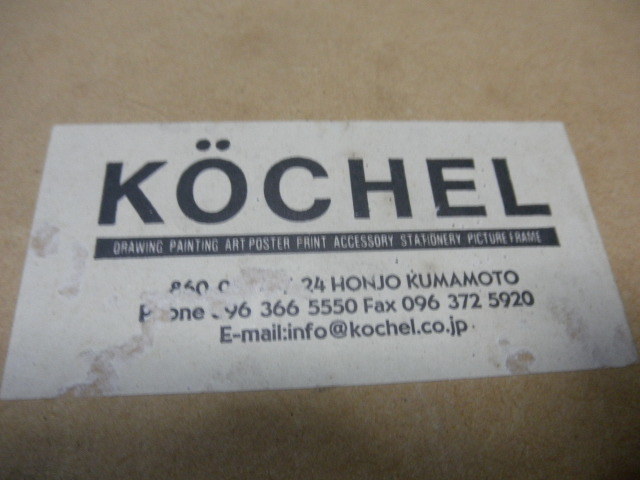 KÖCHEL
DRAWING PAINTING ART POSTER PRINT ACCESSORY STATIONERY PICTURE FRAME
24 HONJO KUMAMOTO
366 5550 Fax 096 372 5920
E-mail:info@kochel.co.jp